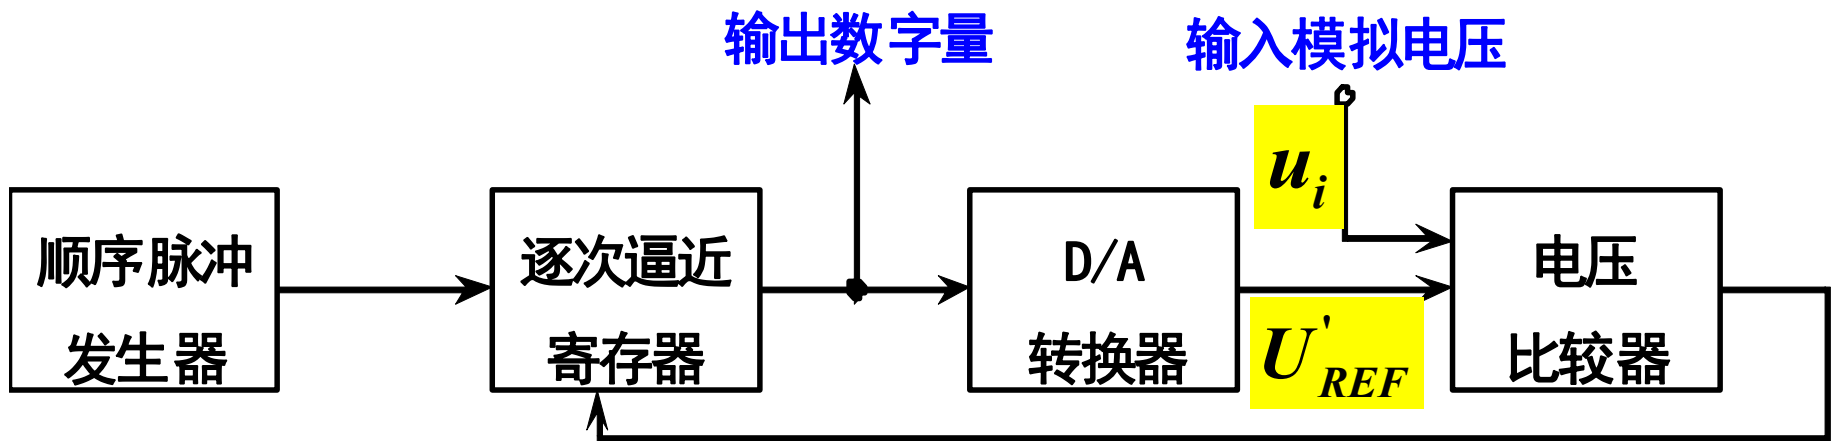 输出数字量
输入模拟电压
u_i
顺序脉冲
发生器
逐次逼近
寄存器
D/A
转换器
U'_REF
电压
比较器